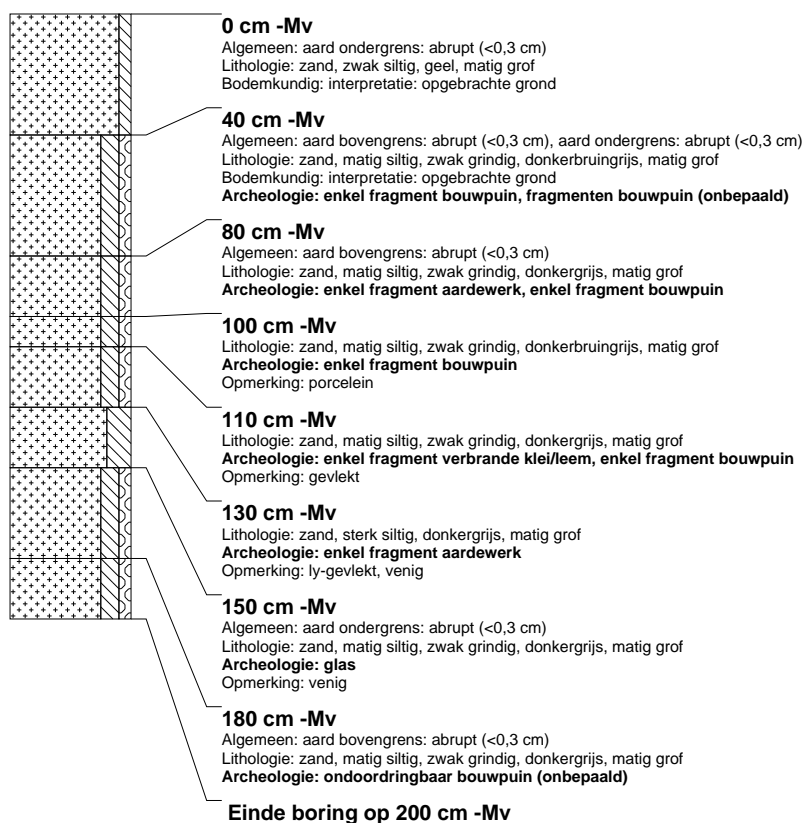 0 cm -Mv
Algemeen: aard ondergrens: abrupt (<0,3 cm)
Lithologie: zand, zwak siltig, geel, matig grof
Bodemkundig: interpretatie: opgebrachte grond
40 cm -Mv
Algemeen: aard bovengrens: abrupt (<0,3 cm), aard ondergrens: abrupt (<0,3 cm)
Lithologie: zand, matig siltig, zwak grindig, donkerbruingrijs, matig grof
Bodemkundig: interpretatie: opgebrachte grond
Archeologie: enkel fragment bouwpuin, fragmenten bouwpuin (onbepaald)
80 cm -Mv
Algemeen: aard bovengrens: abrupt (<0,3 cm)
Lithologie: zand, matig siltig, zwak grindig, donkergrijs, matig grof
Archeologie: enkel fragment aardewerk, enkel fragment bouwpuin
100 cm -Mv
Lithologie: zand, matig siltig, zwak grindig, donkerbruingrijs, matig grof
Archeologie: enkel fragment bouwpuin
Opmerking: porcelein
110 cm -Mv
Lithologie: zand, matig siltig, zwak grindig, donkergrijs, matig grof
Archeologie: enkel fragment verbrande klei/leem, enkel fragment bouwpuin
Opmerking: gevlekt
130 cm -Mv
Lithologie: zand, sterk siltig, donkergrijs, matig grof
Archeologie: enkel fragment aardewerk
Opmerking: ly-gevlekt, venig
150 cm -Mv
Algemeen: aard ondergrens: abrupt (<0,3 cm)
Lithologie: zand, matig siltig, zwak grindig, donkergrijs, matig grof
Archeologie: glas
Opmerking: venig
180 cm -Mv
Algemeen: aard bovengrens: abrupt (<0,3 cm)
Lithologie: zand, matig siltig, zwak grindig, donkergrijs, matig grof
Archeologie: ondoordringbaar bouwpuin (onbepaald)
Einde boring op 200 cm -Mv